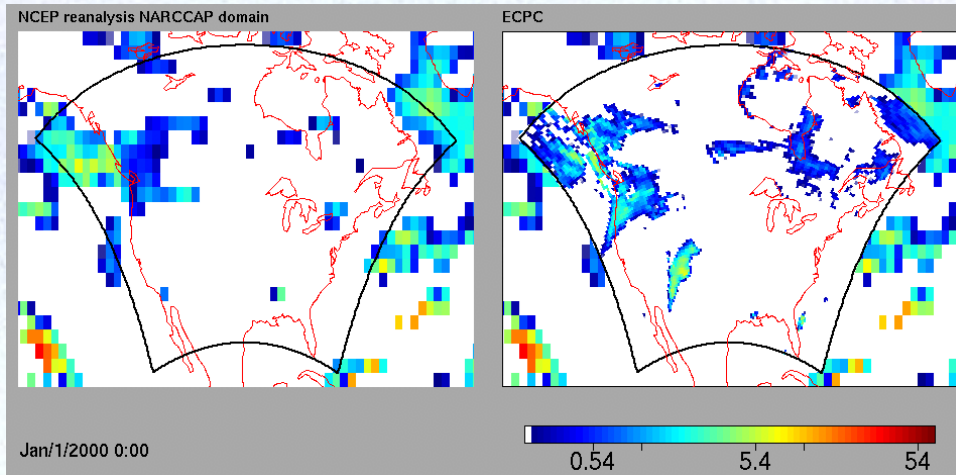 NCEP reanalysis NARCCAP domain
ECPC
Jan/1/2000 0:00
0.54 5.4 54